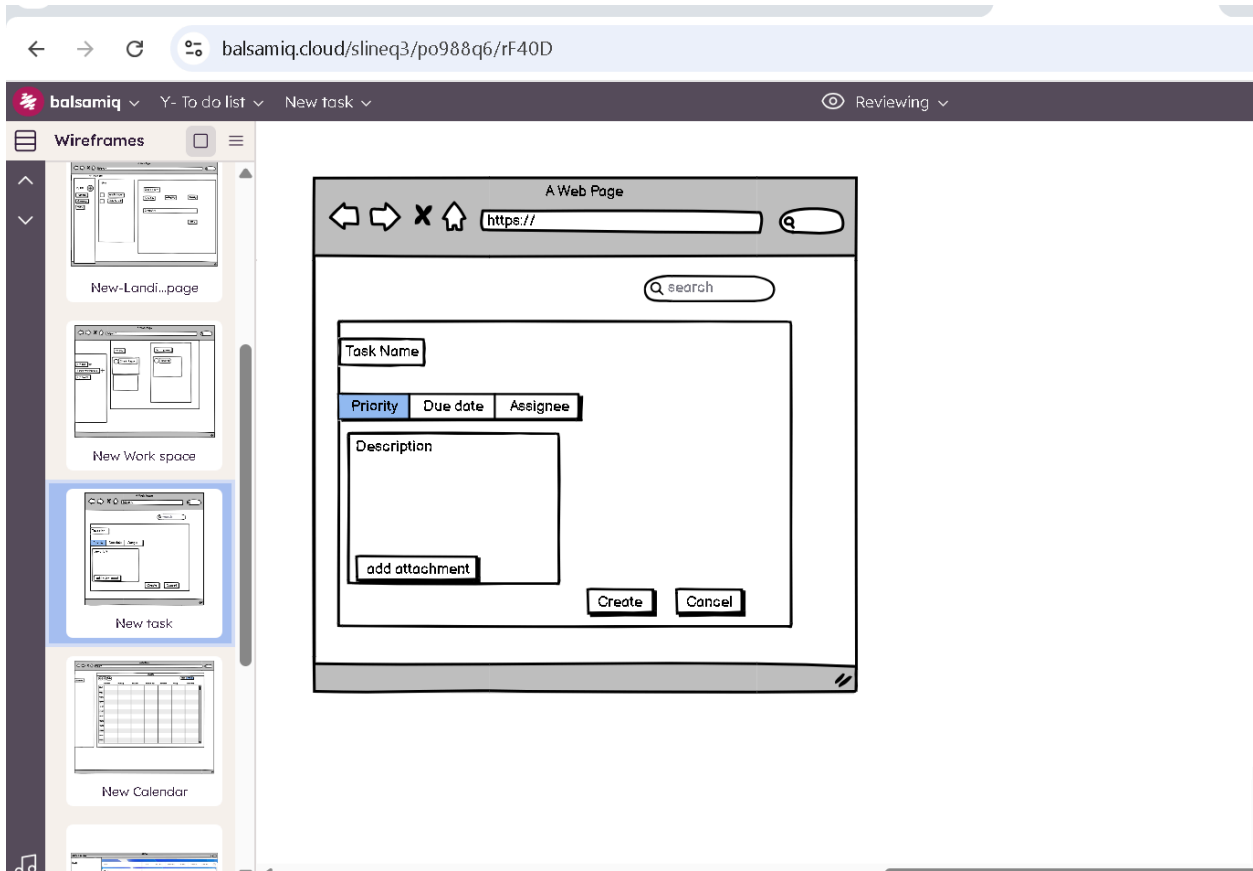 balsamiq.cloud/slineq3/po988q6/rF40D
balsamiq Y- To do list New task Reviewing
Wireframes
New-Landi...page
New Work space
New task
New Calendar
A Web Page
https://
search
Task Name
Priority Due date Assignee
Description
add attachment
Create Cancel